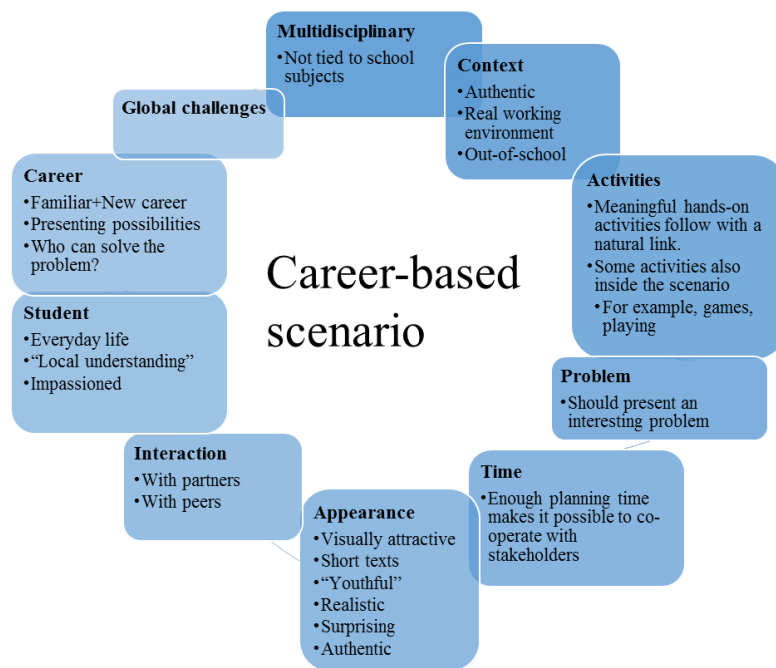 Multidisciplinary
•Not tied to school
subjects
Context
•Authentic
•Real working
environment
•Out-of-school
Activities
•Meaningful hands-on
activities follow with a
natural link.
•Some activities also
inside the scenario
•For example, games,
playing
Problem
•Should present an
interesting problem
Time
•Enough planning time
makes it possible to co-
operate with
stakeholders
Appearance
•Visually attractive
•Short texts
•“Youthful”
•Realistic
•Surprising
•Authentic
Interaction
•With partners
•With peers
Student
•Everyday life
•“Local understanding”
•Impassioned
Career
•Familiar+New career
•Presenting possibilities
•Who can solve the
problem?
Global challenges
Career-based
scenario